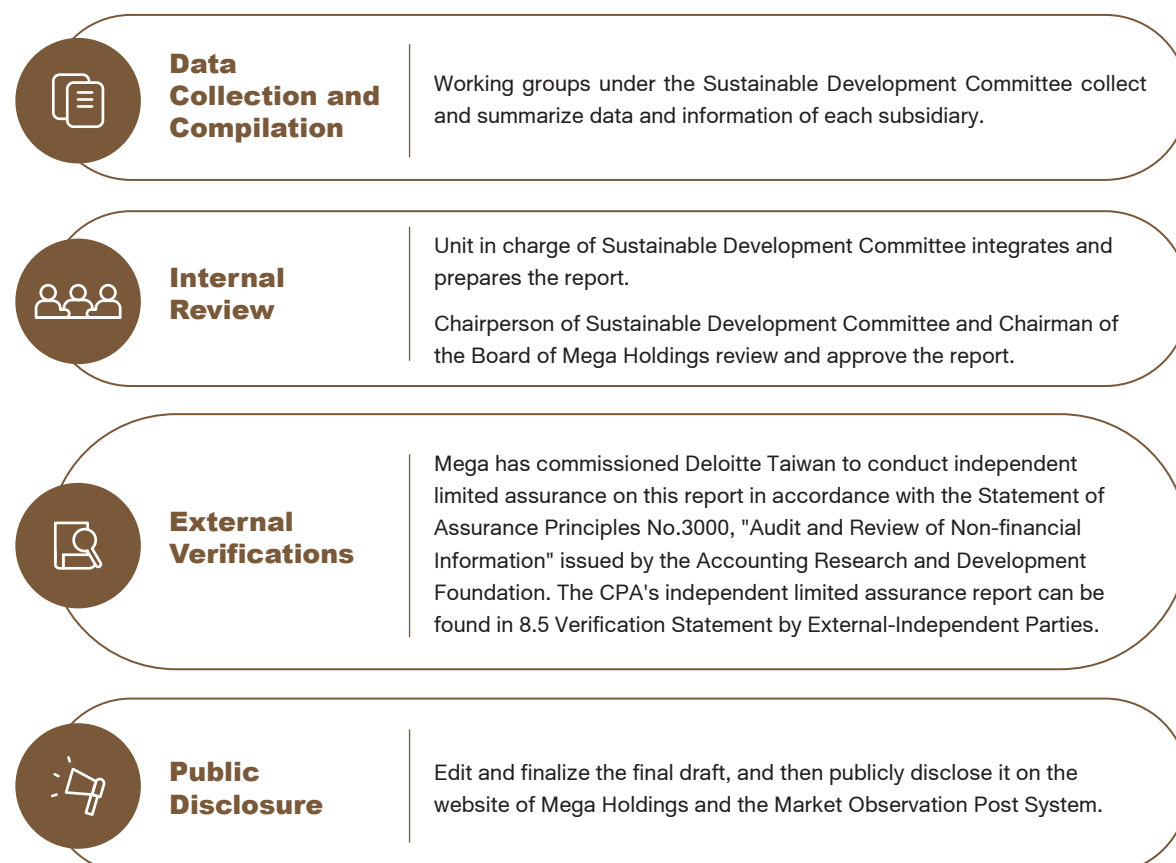 Data
Collection and
Compilation
Working groups under the Sustainable Development Committee collect
and summarize data and information of each subsidiary.
Internal
Review
Unit in charge of Sustainable Development Committee integrates and
prepares the report.
Chairperson of Sustainable Development Committee and Chairman of
the Board of Mega Holdings review and approve the report.
External
Verifications
Mega has commissioned Deloitte Taiwan to conduct independent
limited assurance on this report in accordance with the Statement of
Assurance Principles No.3000, "Audit and Review of Non-financial
Information" issued by the Accounting Research and Development
Foundation. The CPA's independent limited assurance report can be
found in 8.5 Verification Statement by External-Independent Parties.
Public
Disclosure
Edit and finalize the final draft, and then publicly disclose it on the
website of Mega Holdings and the Market Observation Post System.